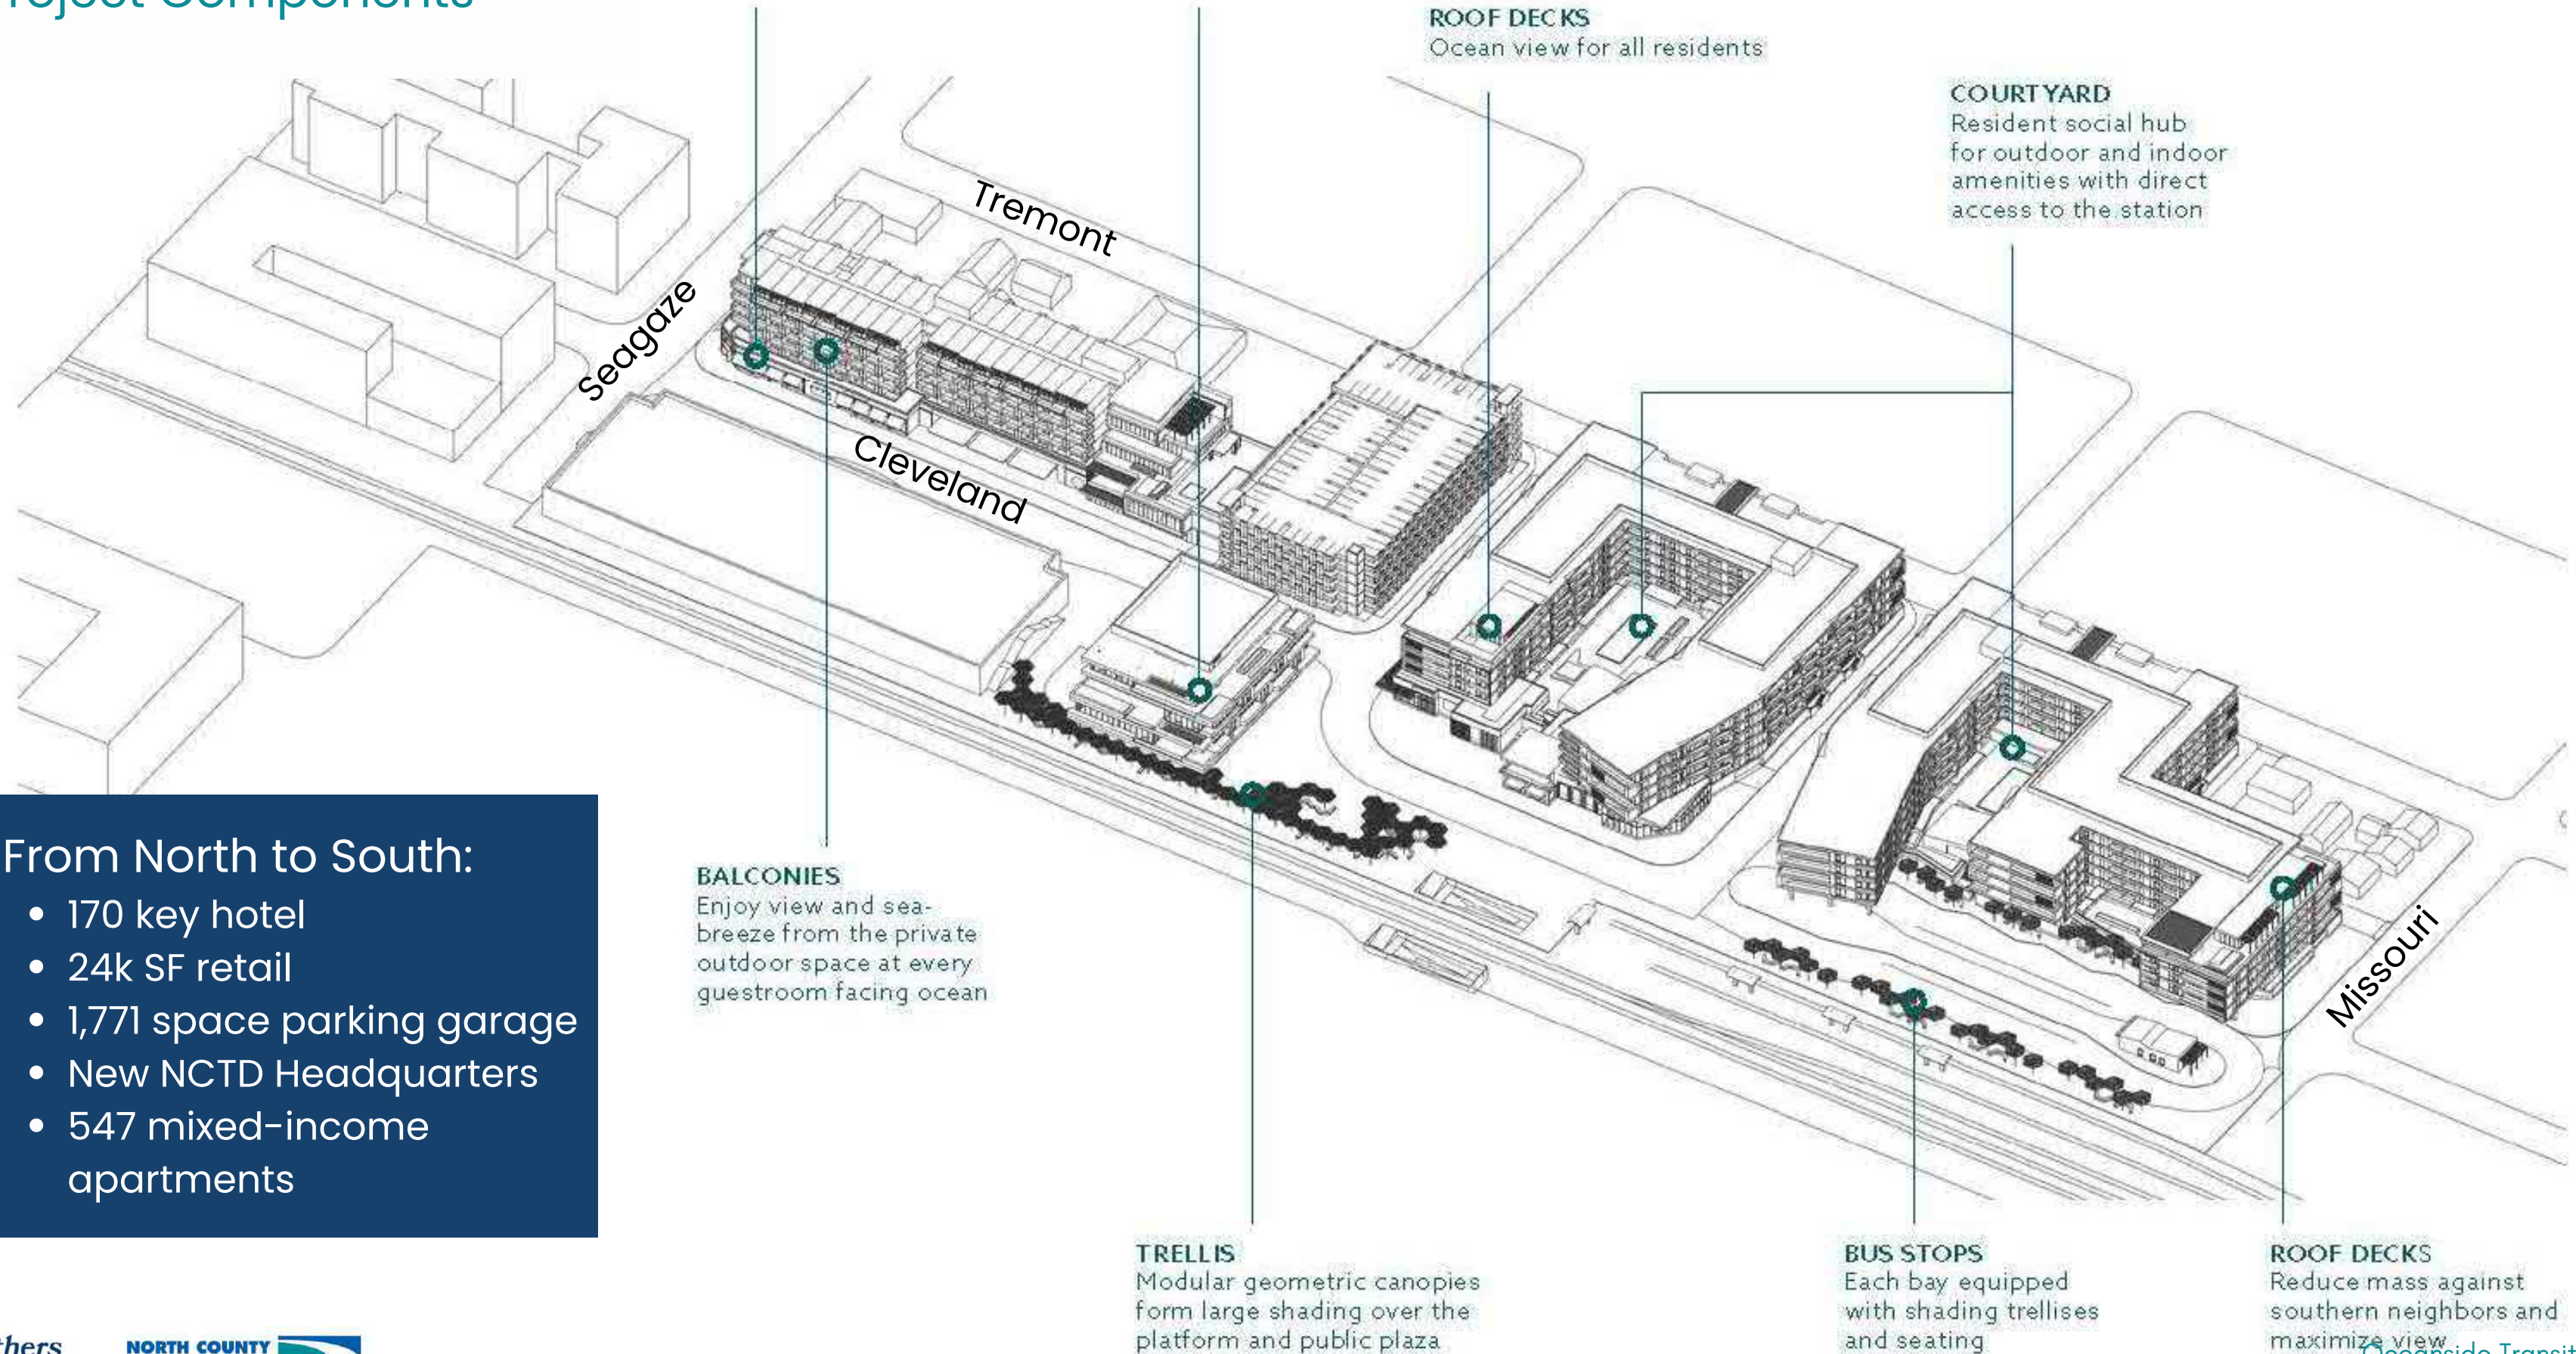 roject Components
ROOF DECKS
Ocean view for all residents
COURTYARD
Resident social hub
for outdoor and indoor
amenities with direct
access to the station
Tremont
Seagaze
Cleveland
Missouri
From North to South:
• 170 key hotel
• 24k SF retail
• 1,771 space parking garage
• New NCTD Headquarters
• 547 mixed-income
apartments
BALCONIES
Enjoy view and sea-
breeze from the private
outdoor space at every
guestroom facing ocean
TRELLIS
Modular geometric canopies
form large shading over the
platform and public plaza
BUS STOPS
Each bay equipped
with shading trellises
and seating
ROOF DECKS
Reduce mass against
southern neighbors and
maximize view
thers
NORTH COUNTY
Oceanside Transit